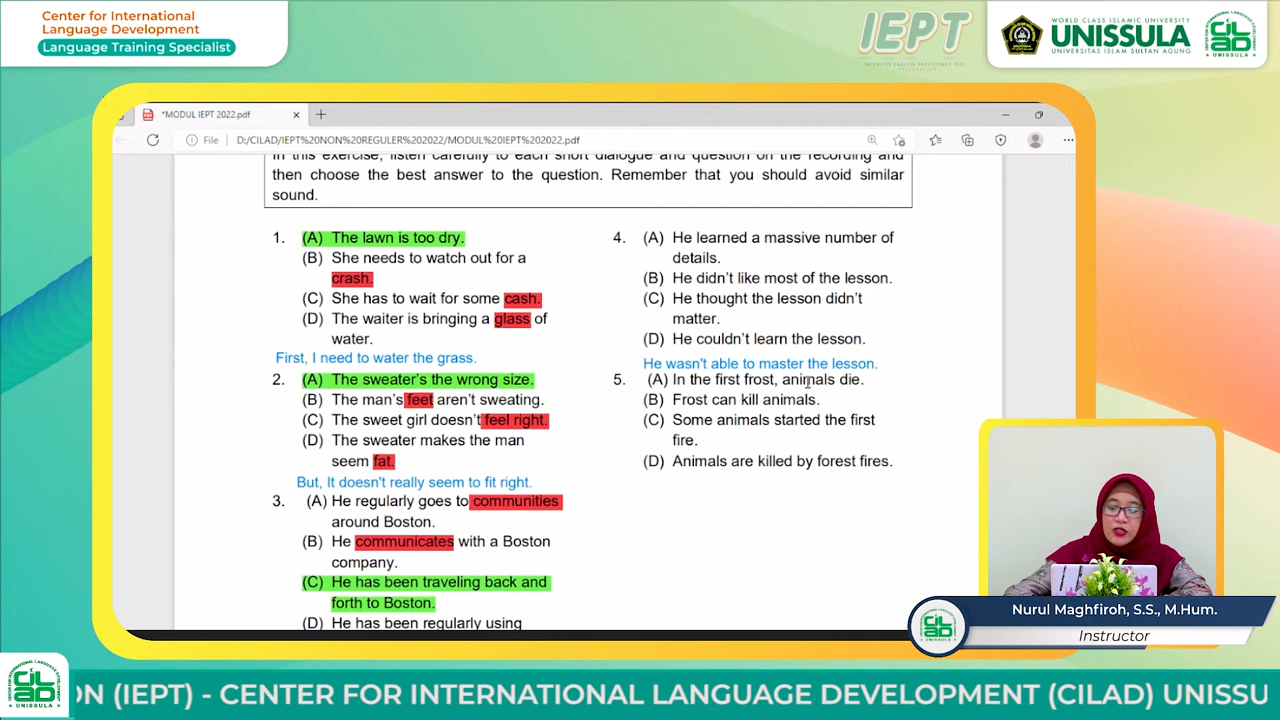 Center for International
Language Development
Language Training Specialist
IEPT
INTENSIVE ENGLISH PROFICIENCY TEST
PREPARATION
WORLD CLASS ISLAMIC UNIVERSITY
UNISSULA
UNIVERSITAS ISLAM SULTAN AGUNG
CILAD
UNISSULA
*MODUL IEPT 2022.pdf
File | D:/CILAD/IEPT%20NON%20REGULER%202022/MODUL%20IEPT%202022.pdf
In this exercise, listen carefully to each short dialogue and question on the recording and
then choose the best answer to the question. Remember that you should avoid similar
sound.
1. (A) The lawn is too dry.
(B) She needs to watch out for a
crash.
(C) She has to wait for some cash.
(D) The waiter is bringing a glass of
water.
First, I need to water the grass.
2. (A) The sweater's the wrong size.
(B) The man's feet aren't sweating.
(C) The sweet girl doesn't feel right.
(D) The sweater makes the man
seem fat.
But, It doesn't really seem to fit right.
3. (A) He regularly goes to communities
around Boston.
(B) He communicates with a Boston
company.
(C) He has been traveling back and
forth to Boston.
(D) He has been regularly using
4. (A) He learned a massive number of
details.
(B) He didn't like most of the lesson.
(C) He thought the lesson didn't
matter.
(D) He couldn't learn the lesson.
He wasn't able to master the lesson.
5. (A) In the first frost, animals die.
(B) Frost can kill animals.
(C) Some animals started the first
fire.
(D) Animals are killed by forest fires.
Nurul Maghfiroh, S.S., M.Hum.
Instructor
CILAD
UNISSULA
ON (IEPT) - CENTER FOR INTERNATIONAL LANGUAGE DEVELOPMENT (CILAD) UNISSU